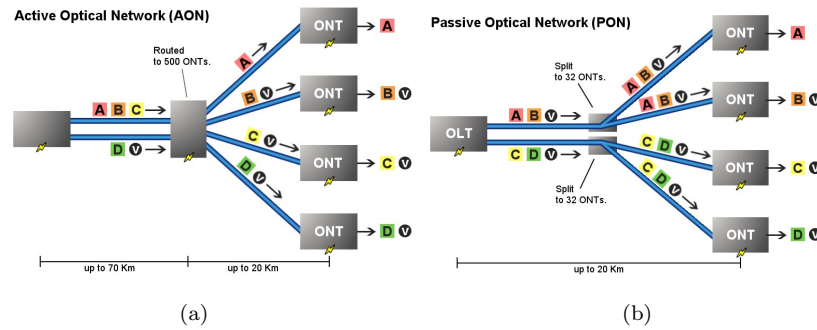 Active Optical Network (AON)
Routed
to 500 ONTs.
A B C
D V
A
B V
C V
D V
ONT
A
ONT
B V
ONT
C V
ONT
D V
up to 70 Km
up to 20 Km
(a)
Passive Optical Network (PON)
Split
to 32 ONTs.
OLT
A B V
C D V
Split
to 32 ONTs.
A B V
A B V
C D V
C D V
ONT
A
ONT
B V
ONT
C V
ONT
D V
up to 20 Km
(b)